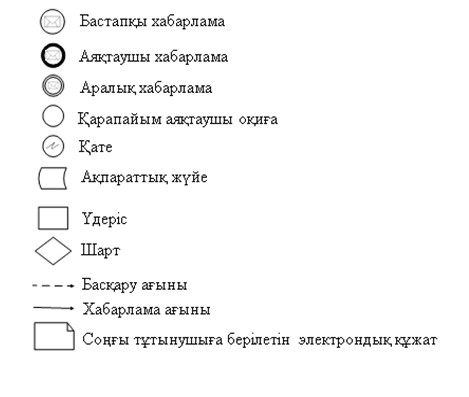 Бастапқы хабарлама
Аяқтаушы хабарлама
Аралық хабарлама
Қарапайым аяқтаушы оқиға
Қате
Ақпараттық жүйе
Үдеріс
Шарт
Басқару ағыны
Хабарлама ағыны
Соңғы тұтынушыға берілетін электрондық құжат